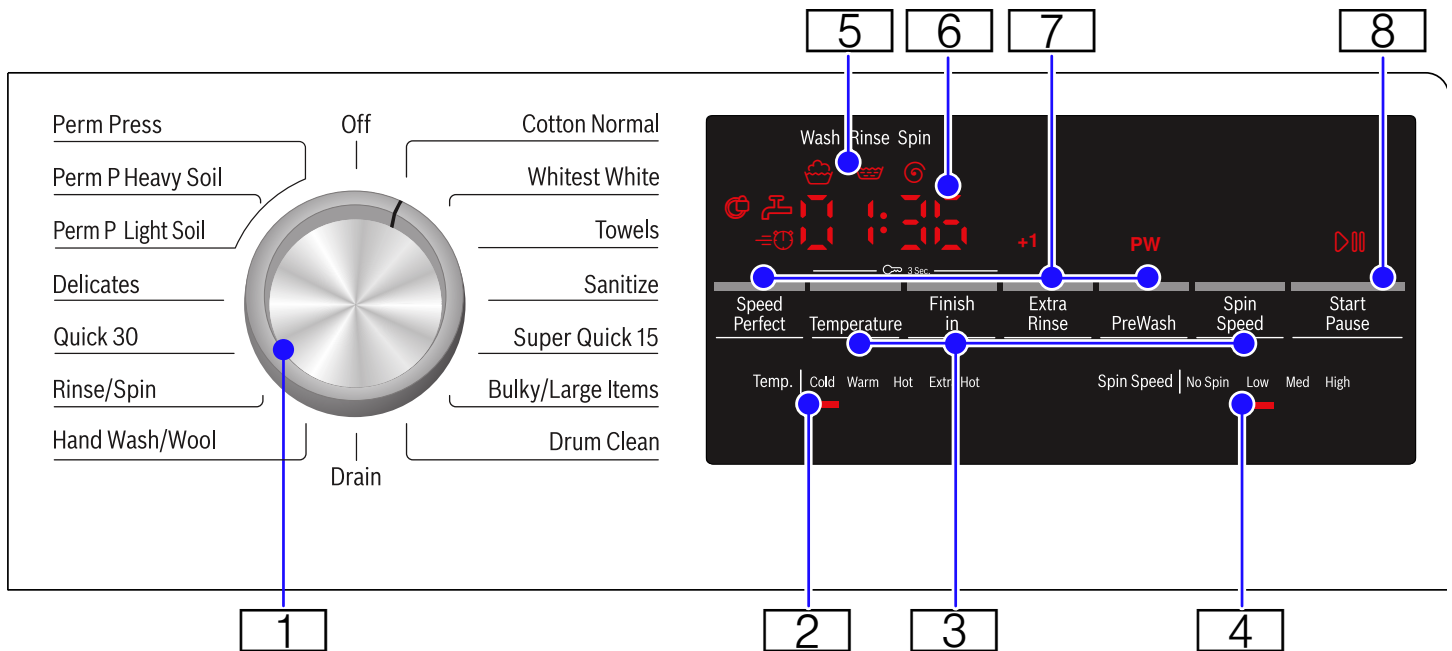 5 6 7 8
Perm Press
Perm P Heavy Soil
Perm P Light Soil
Delicates
Quick 30
Rinse/Spin
Hand Wash/Wool
Off
Drain
Cotton Normal
Whitest White
Towels
Sanitize
Super Quick 15
Bulky/Large Items
Drum Clean
Wash Rinse Spin
01:36
+1
PW
3 Sec.
Speed Perfect
Temperature
Finish in
Extra Rinse
PreWash
Spin Speed
Start Pause
Temp. Cold Warm Hot Extra Hot
Spin Speed No Spin Low Med High
1 2 3 4